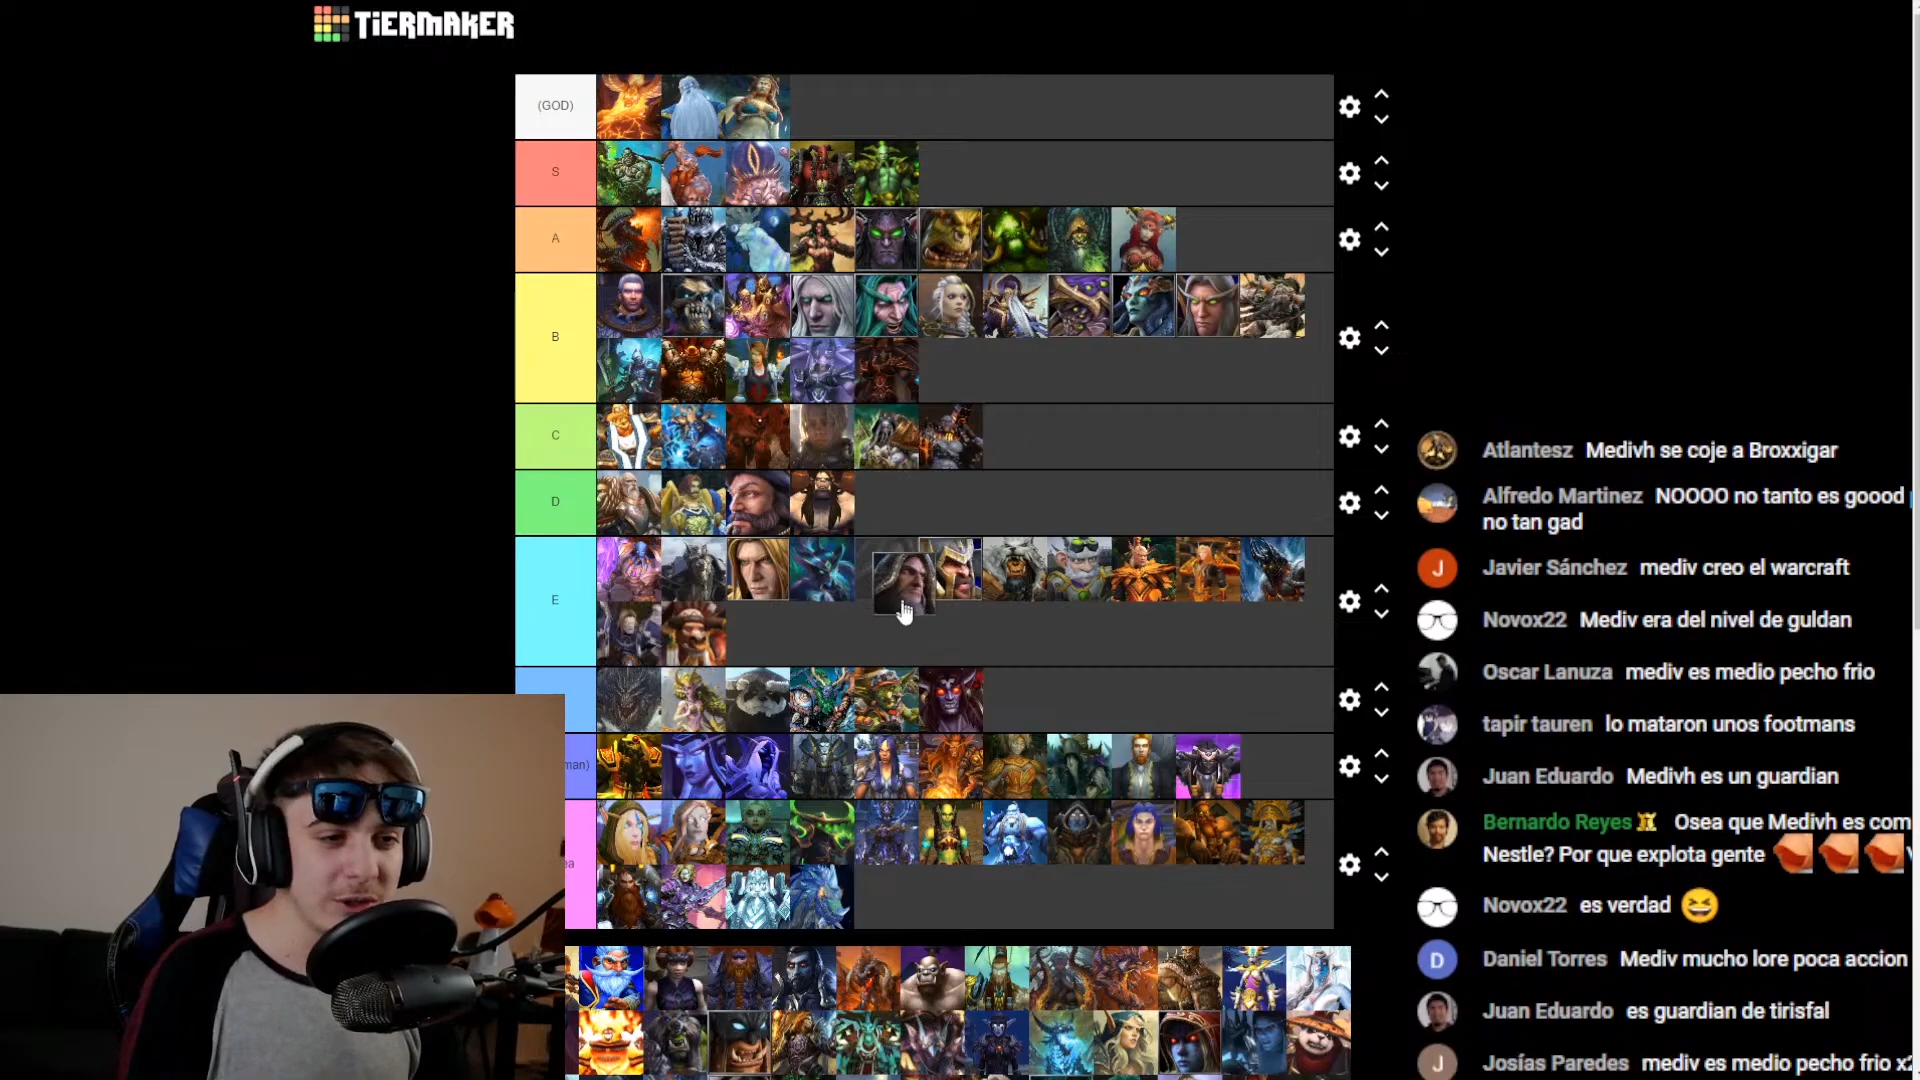 TiERMAKER
(GOD)
S
A
B
C
D
E
man)
ea
Atlantesz Medivh se coje a Broxxigar
Alfredo Martinez NOOOO no tanto es goood
no tan gad
J Javier Sánchez mediv creo el warcraft
Novox22 Mediv era del nivel de guldan
Oscar Lanuza mediv es medio pecho frio
tapir tauren lo mataron unos footmans
Juan Eduardo Medivh es un guardian
Bernardo Reyes Osea que Medivh es com
Nestle? Por que explota gente
Novox22 es verdad
D Daniel Torres Mediv mucho lore poca accion
Juan Eduardo es guardian de tirisfal
J Josías Paredes mediv es medio pecho frio x2